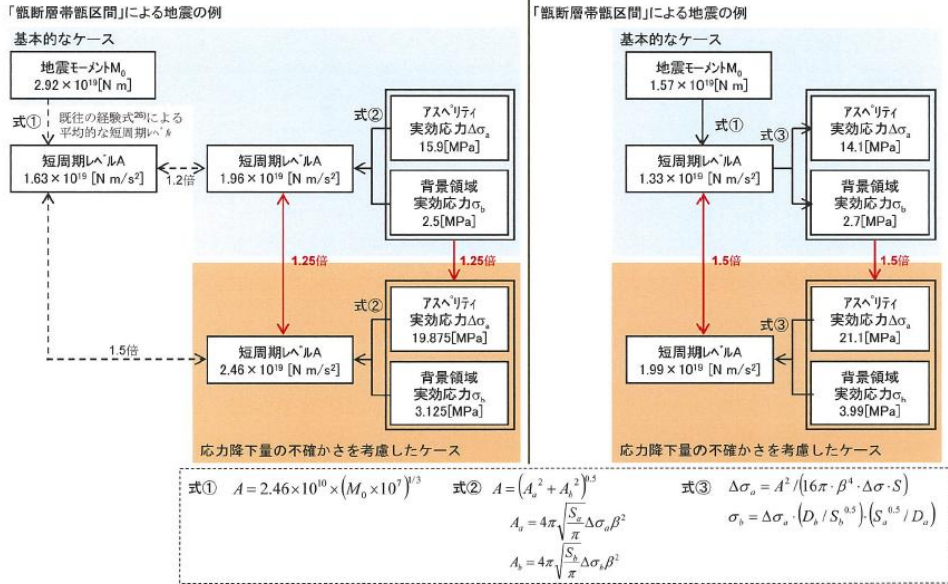 「甑断層帯甑区間」による地震の例
基本的なケース
地震モーメントM₀
2.92×10¹⁹[N m]
式①
既往の経験式²⁶⁾による
平均的な短周期レベル
短周期レベルA
1.63×10¹⁹ [N m/s²]
1.2倍
短周期レベルA
1.96×10¹⁹ [N m/s²]
式②
アスペリティ
実効応力Δσₐ
15.9[MPa]
背景領域
実効応力σb
2.5[MPa]
1.25倍
1.25倍
1.5倍
短周期レベルA
2.46×10¹⁹ [N m/s²]
式②
アスペリティ
実効応力Δσₐ
19.875[MPa]
背景領域
実効応力σb
3.125[MPa]
応力降下量の不確かさを考慮したケース
「甑断層帯甑区間」による地震の例
基本的なケース
地震モーメントM₀
1.57×10¹⁹[N m]
式①
短周期レベルA
1.33×10¹⁹ [N m/s²]
式③
アスペリティ
実効応力Δσₐ
14.1[MPa]
背景領域
実効応力σb
2.7[MPa]
1.5倍
1.5倍
短周期レベルA
1.99×10¹⁹ [N m/s²]
式③
アスペリティ
実効応力Δσₐ
21.1[MPa]
背景領域
実効応力σb
3.99[MPa]
応力降下量の不確かさを考慮したケース
式① A=2.46×10¹⁰×(M₀×10⁷)^{1/3}
式② A=(Aₐ²+A_b²)^{0.5}
Aₐ=4π√(Sₐ/π)Δσₐβ²
A_b=4π√(S_b/π)Δσ_bβ²
式③ Δσₐ=A²/(16π·β⁴·Δσ·S)
σ_b=Δσₐ·(D_b/S_b^{0.5})·(Sₐ^{0.5}/Dₐ)